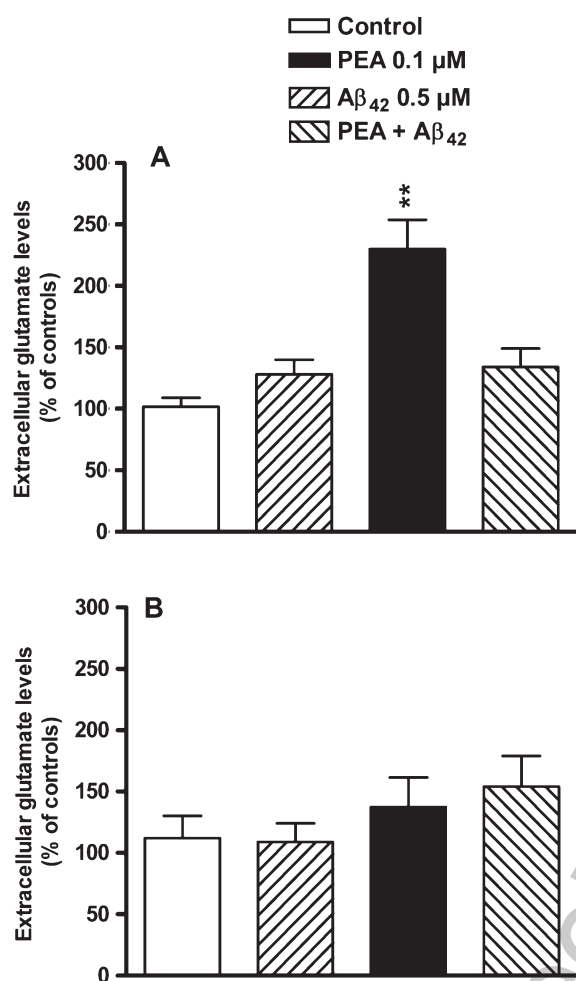 Control
PEA 0.1 µM
Aβ42 0.5 µM
PEA + Aβ42
A
300
250
200
150
100
50
0
Extracellular glutamate levels
(% of controls)
**
B
300
250
200
150
100
50
0
Extracellular glutamate levels
(% of controls)